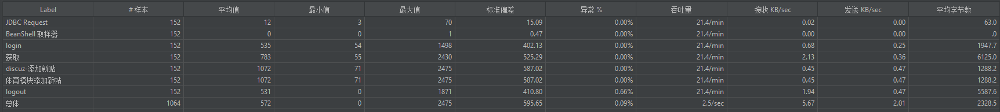 Label # 样本 平均值 最小值 最大值 标准偏差 异常 % 吞吐量 接收 KB/sec 发送 KB/sec 平均字节数
JDBC Request 152 12 3 70 15.09 0.00% 21.4/min 0.02 0.00 63.0
BeanShell 取样器 152 0 0 1 0.47 0.00% 21.4/min 0.00 0.00 .0
login 152 535 54 1498 402.13 0.00% 21.4/min 0.68 0.25 1947.7
获取 152 783 55 2430 525.29 0.00% 21.4/min 2.13 0.36 6125.0
discuz-添加新贴 152 1072 71 2475 587.02 0.00% 21.4/min 0.45 0.47 1288.2
体育模块添加新帖 152 1072 71 2475 587.02 0.00% 21.4/min 0.45 0.47 1288.2
logout 152 531 0 1871 410.80 0.66% 21.4/min 1.94 0.47 5587.6
总体 1064 572 0 2475 595.65 0.09% 2.5/sec 5.67 2.01 2328.5